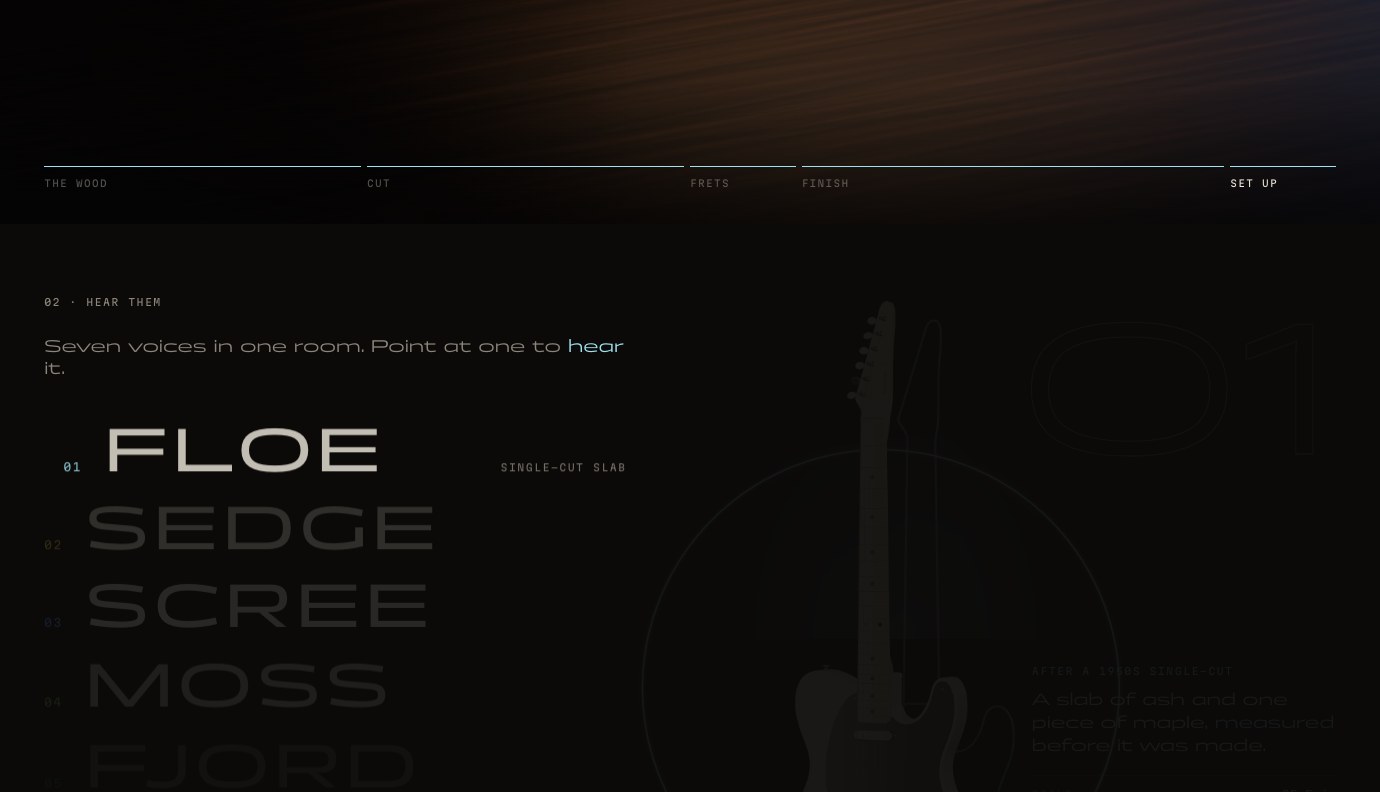 THE WOOD
CUT
FRETS
FINISH
SET UP
02 · HEAR THEM
Seven voices in one room. Point at one to hear
it.
01 FLOE SINGLE-CUT SLAB
02 SEDGE
03 SCREE
04 MOSS
05 FJORD
01
AFTER A 1950S SINGLE-CUT
A slab of ash and one
piece of maple, measured
before it was made.